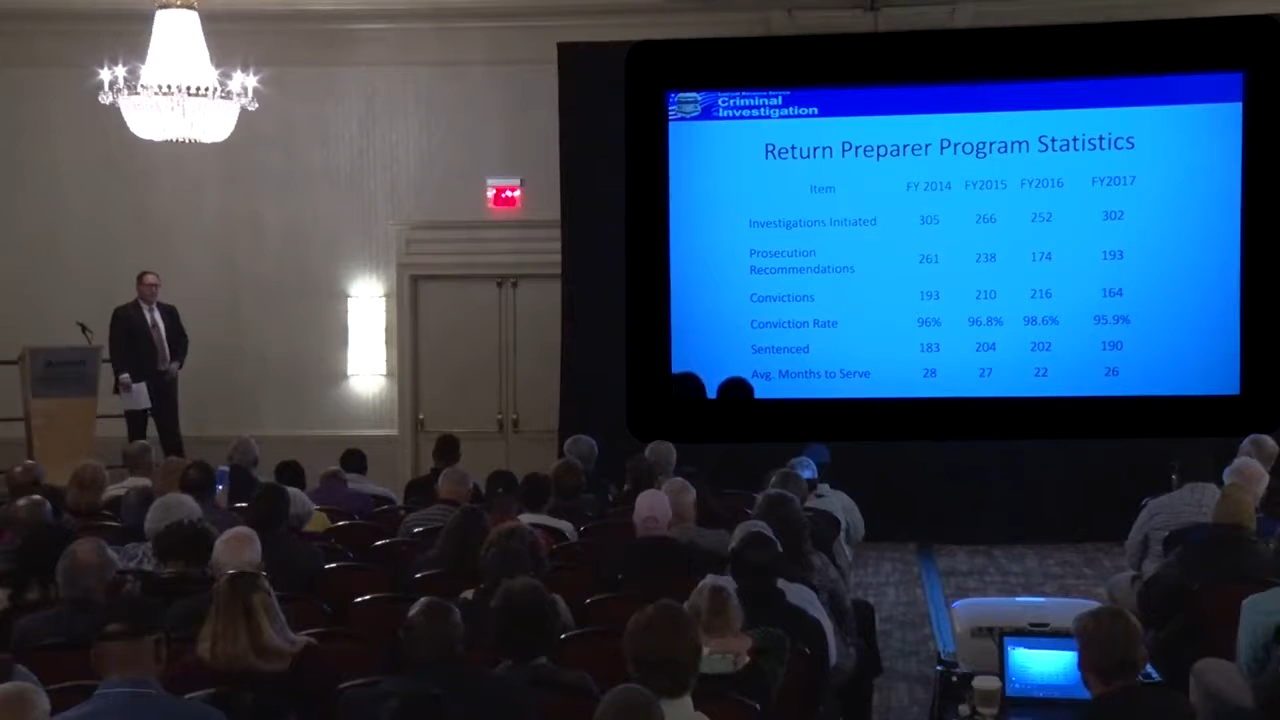 Criminal
Investigation
Return Preparer Program Statistics
Item FY 2014 FY2015 FY2016 FY2017
Investigations Initiated 305 266 252 302
Prosecution
Recommendations 261 238 174 193
Convictions 193 210 216 164
Conviction Rate 96% 96.8% 98.6% 95.9%
Sentenced 183 204 202 190
Avg. Months to Serve 28 27 22 26